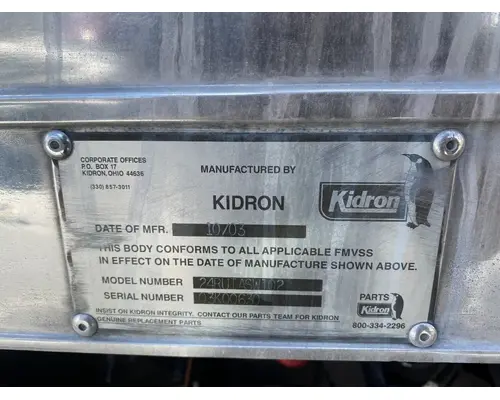 CORPORATE OFFICES
P.O. BOX 17
KIDRON, OHIO 44636
(330) 857-3011
MANUFACTURED BY
KIDRON
Kidron
DATE OF MFR. 10/03
THIS BODY CONFORMS TO ALL APPLICABLE FMVSS
IN EFFECT ON THE DATE OF MANUFACTURE SHOWN ABOVE.
MODEL NUMBER
SERIAL NUMBER
PARTS
Kidron
800-334-2296
INSIST ON KIDRON INTEGRITY. CONTACT OUR PARTS TEAM FOR KIDRON
GENUINE REPLACEMENT PARTS